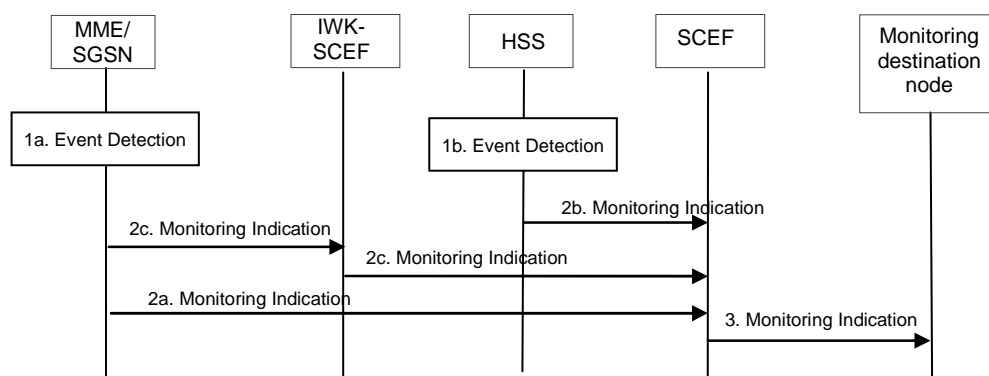 MME/
SGSN
IWK-
SCEF
HSS
SCEF
Monitoring
destination
node
1a. Event Detection
1b. Event Detection
2b. Monitoring Indication
2c. Monitoring Indication
2c. Monitoring Indication
2a. Monitoring Indication
3. Monitoring Indication